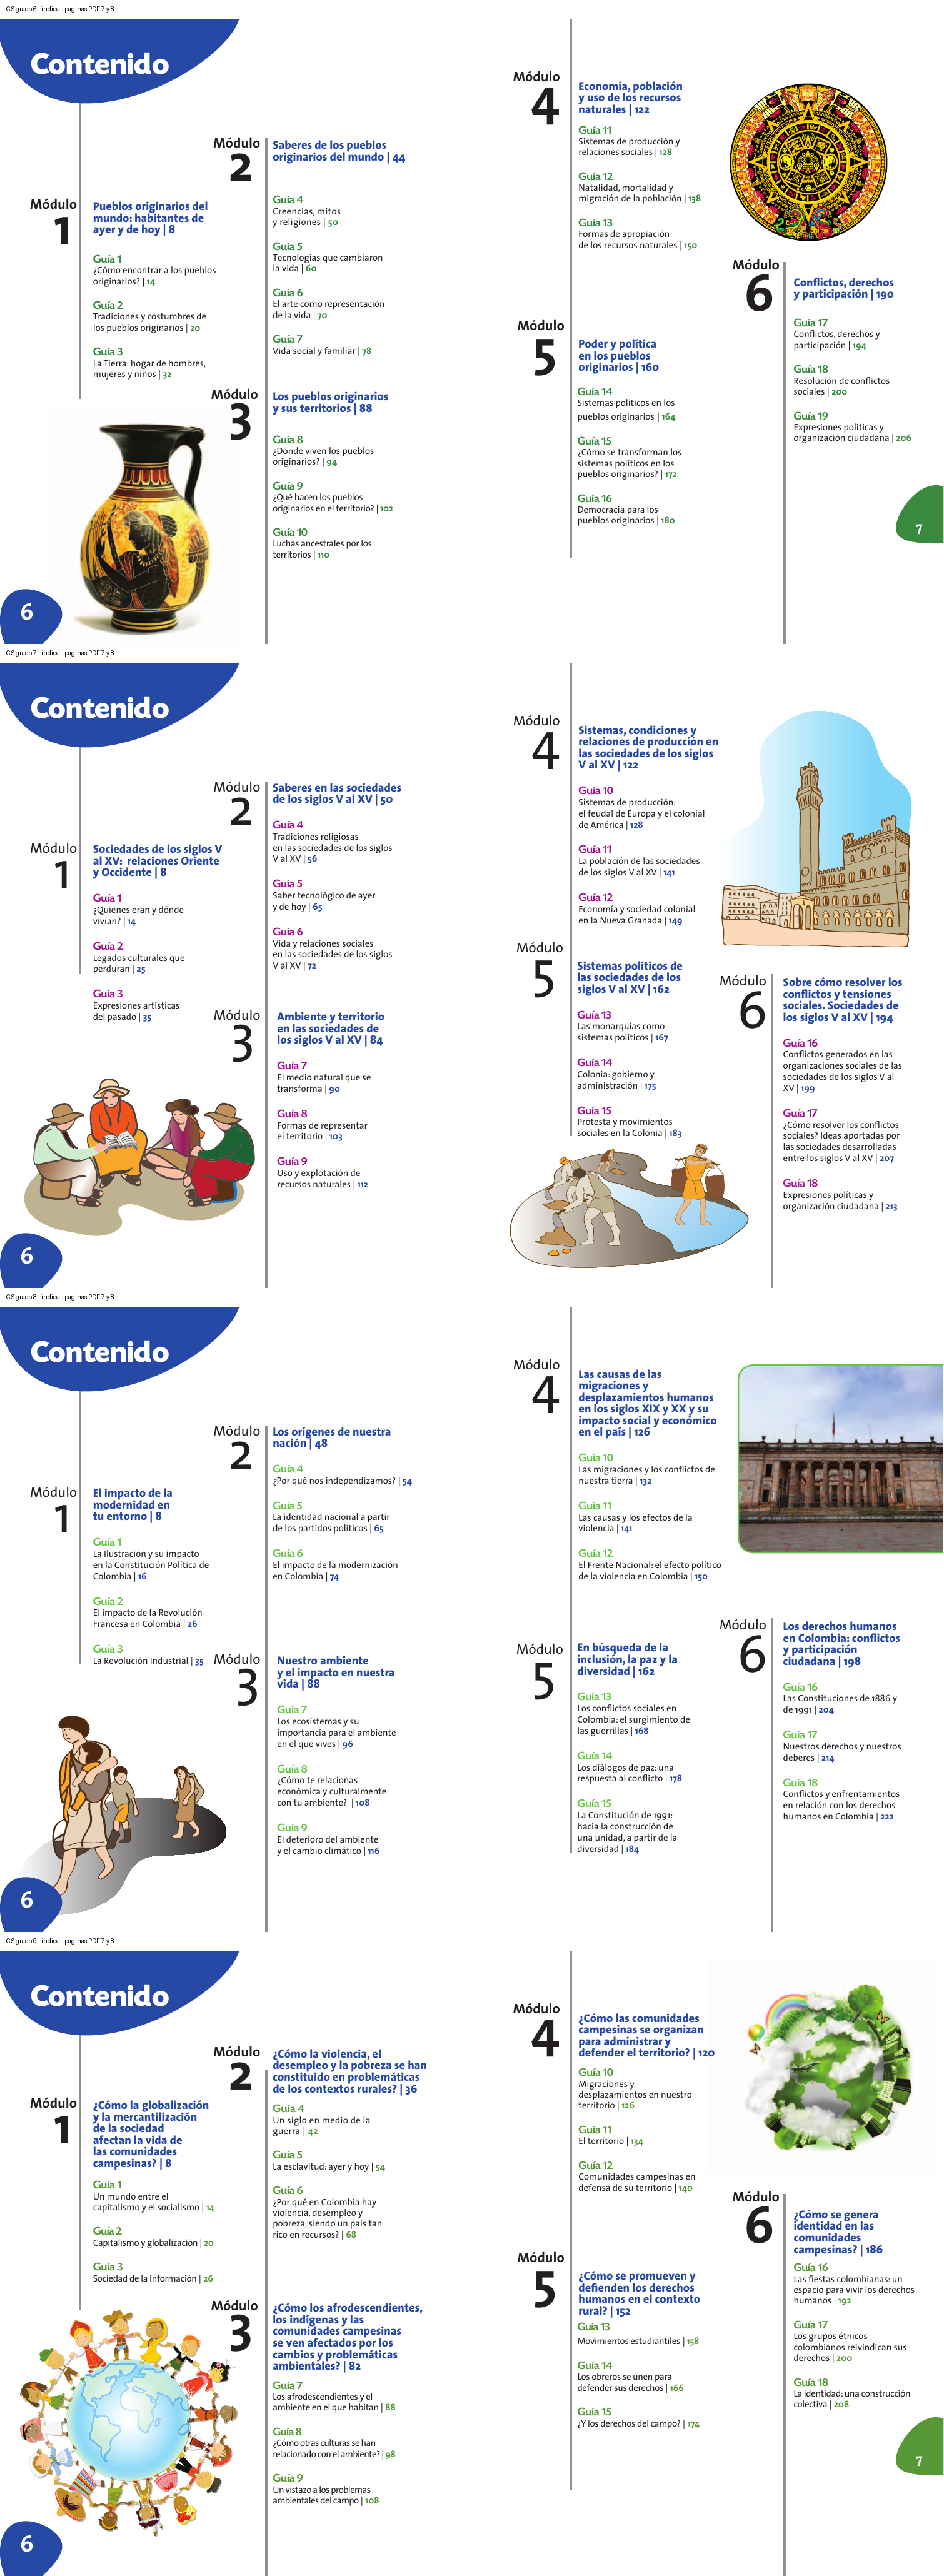 CS grado 6 - indice - paginas PDF 7 y 8
Contenido
Módulo
1
Pueblos originarios del
mundo: habitantes de
ayer y de hoy | 8
Guía 1
¿Cómo encontrar a los pueblos
originarios? | 14
Guía 2
Tradiciones y costumbres de
los pueblos originarios | 20
Guía 3
La Tierra: hogar de hombres,
mujeres y niños | 32
Módulo
2
Saberes de los pueblos
originarios del mundo | 44
Guía 4
Creencias, mitos
y religiones | 50
Guía 5
Tecnologías que cambiaron
la vida | 60
Guía 6
El arte como representación
de la vida | 70
Guía 7
Vida social y familiar | 78
Módulo
3
Los pueblos originarios
y sus territorios | 88
Guía 8
¿Dónde viven los pueblos
originarios? | 94
Guía 9
¿Qué hacen los pueblos
originarios en el territorio? | 102
Guía 10
Luchas ancestrales por los
territorios | 110
6
Módulo
4
Economía, población
y uso de los recursos
naturales | 122
Guía 11
Sistemas de producción y
relaciones sociales | 128
Guía 12
Natalidad, mortalidad y
migración de la población | 138
Guía 13
Formas de apropiación
de los recursos naturales | 150
Módulo
5
Poder y política
en los pueblos
originarios | 160
Guía 14
Sistemas políticos en los
pueblos originarios | 164
Guía 15
¿Cómo se transforman los
sistemas políticos en los
pueblos originarios? | 172
Guía 16
Democracia para los
pueblos originarios | 180
Módulo
6
Conflictos, derechos
y participación | 190
Guía 17
Conflictos, derechos y
participación | 194
Guía 18
Resolución de conflictos
sociales | 200
Guía 19
Expresiones políticas y
organización ciudadana | 206
7
CS grado 7 - indice - paginas PDF 7 y 8
Contenido
Módulo
1
Sociedades de los siglos V
al XV: relaciones Oriente
y Occidente | 8
Guía 1
¿Quiénes eran y dónde
vivían? | 14
Guía 2
Legados culturales que
perduran | 25
Guía 3
Expresiones artísticas
del pasado | 35
Módulo
2
Saberes en las sociedades
de los siglos V al XV | 50
Guía 4
Tradiciones religiosas
en las sociedades de los siglos
V al XV | 56
Guía 5
Saber tecnológico de ayer
y de hoy | 65
Guía 6
Vida y relaciones sociales
en las sociedades de los siglos
V al XV | 72
Módulo
3
Ambiente y territorio
en las sociedades de
los siglos V al XV | 84
Guía 7
El medio natural que se
transforma | 90
Guía 8
Formas de representar
el territorio | 103
Guía 9
Uso y explotación de
recursos naturales | 112
6
Módulo
4
Sistemas, condiciones y
relaciones de producción en
las sociedades de los siglos
V al XV | 122
Guía 10
Sistemas de producción:
el feudal de Europa y el colonial
de América | 128
Guía 11
La población de las sociedades
de los siglos V al XV | 141
Guía 12
Economía y sociedad colonial
en la Nueva Granada | 149
Módulo
5
Sistemas políticos de
las sociedades de los
siglos V al XV | 162
Guía 13
Las monarquías como
sistemas políticos | 167
Guía 14
Colonia: gobierno y
administración | 175
Guía 15
Protesta y movimientos
sociales en la Colonia | 183
Módulo
6
Sobre cómo resolver los
conflictos y tensiones
sociales. Sociedades de
los siglos V al XV | 194
Guía 16
Conflictos generados en las
organizaciones sociales de las
sociedades de los siglos V al
XV | 199
Guía 17
¿Cómo resolver los conflictos
sociales? Ideas aportadas por
las sociedades desarrolladas
entre los siglos V al XV | 207
Guía 18
Expresiones políticas y
organización ciudadana | 213
CS grado 8 - indice - paginas PDF 7 y 8
Contenido
Módulo
1
El impacto de la
modernidad en
tu entorno | 8
Guía 1
La Ilustración y su impacto
en la Constitución Política de
Colombia | 16
Guía 2
El impacto de la Revolución
Francesa en Colombia | 26
Guía 3
La Revolución Industrial | 35
Módulo
2
Los orígenes de nuestra
nación | 48
Guía 4
¿Por qué nos independizamos? | 54
Guía 5
La identidad nacional a partir
de los partidos políticos | 65
Guía 6
El impacto de la modernización
en Colombia | 74
Módulo
3
Nuestro ambiente
y el impacto en nuestra
vida | 88
Guía 7
Los ecosistemas y su
importancia para el ambiente
en el que vives | 96
Guía 8
¿Cómo te relacionas
económica y culturalmente
con tu ambiente? | 108
Guía 9
El deterioro del ambiente
y el cambio climático | 116
6
Módulo
4
Las causas de las
migraciones y
desplazamientos humanos
en los siglos XIX y XX y su
impacto social y económico
en el país | 126
Guía 10
Las migraciones y los conflictos de
nuestra tierra | 132
Guía 11
Las causas y los efectos de la
violencia | 141
Guía 12
El Frente Nacional: el efecto político
de la violencia en Colombia | 150
Módulo
5
En búsqueda de la
inclusión, la paz y la
diversidad | 162
Guía 13
Los conflictos sociales en
Colombia: el surgimiento de
las guerrillas | 168
Guía 14
Los diálogos de paz: una
respuesta al conflicto | 178
Guía 15
La Constitución de 1991:
hacia la construcción de
una unidad, a partir de la
diversidad | 184
Módulo
6
Los derechos humanos
en Colombia: conflictos
y participación
ciudadana | 198
Guía 16
Las Constituciones de 1886 y
de 1991 | 204
Guía 17
Nuestros derechos y nuestros
deberes | 214
Guía 18
Conflictos y enfrentamientos
en relación con los derechos
humanos en Colombia | 222
CS grado 9 - indice - paginas PDF 7 y 8
Contenido
Módulo
1
¿Cómo la globalización
y la mercantilización
de la sociedad
afectan la vida de
las comunidades
campesinas? | 8
Guía 1
Un mundo entre el
capitalismo y el socialismo | 14
Guía 2
Capitalismo y globalización | 20
Guía 3
Sociedad de la información | 26
Módulo
2
¿Cómo la violencia, el
desempleo y la pobreza se han
constituido en problemáticas
de los contextos rurales? | 36
Guía 4
Un siglo en medio de la
guerra | 42
Guía 5
La esclavitud: ayer y hoy | 54
Guía 6
¿Por qué en Colombia hay
violencia, desempleo y
pobreza, siendo un país tan
rico en recursos? | 68
Módulo
3
¿Cómo los afrodescendientes,
los indígenas y las
comunidades campesinas
se ven afectados por los
cambios y problemáticas
ambientales? | 82
Guía 7
Los afrodescendientes y el
ambiente en el que habitan | 88
Guía 8
¿Cómo otras culturas se han
relacionado con el ambiente? | 98
Guía 9
Un vistazo a los problemas
ambientales del campo | 108
6
Módulo
4
¿Cómo las comunidades
campesinas se organizan
para administrar y
defender el territorio? | 120
Guía 10
Migraciones y
desplazamientos en nuestro
territorio | 126
Guía 11
El territorio | 134
Guía 12
Comunidades campesinas en
defensa de su territorio | 140
Módulo
5
¿Cómo se promueven y
defienden los derechos
humanos en el contexto
rural? | 152
Guía 13
Movimientos estudiantiles | 158
Guía 14
Los obreros se unen para
defender sus derechos | 166
Guía 15
¿Y los derechos del campo? | 174
Módulo
6
¿Cómo se genera
identidad en las
comunidades
campesinas? | 186
Guía 16
Las fiestas colombianas: un
espacio para vivir los derechos
humanos | 192
Guía 17
Los grupos étnicos
colombianos reivindican sus
derechos | 200
Guía 18
La identidad: una construcción
colectiva | 208
7